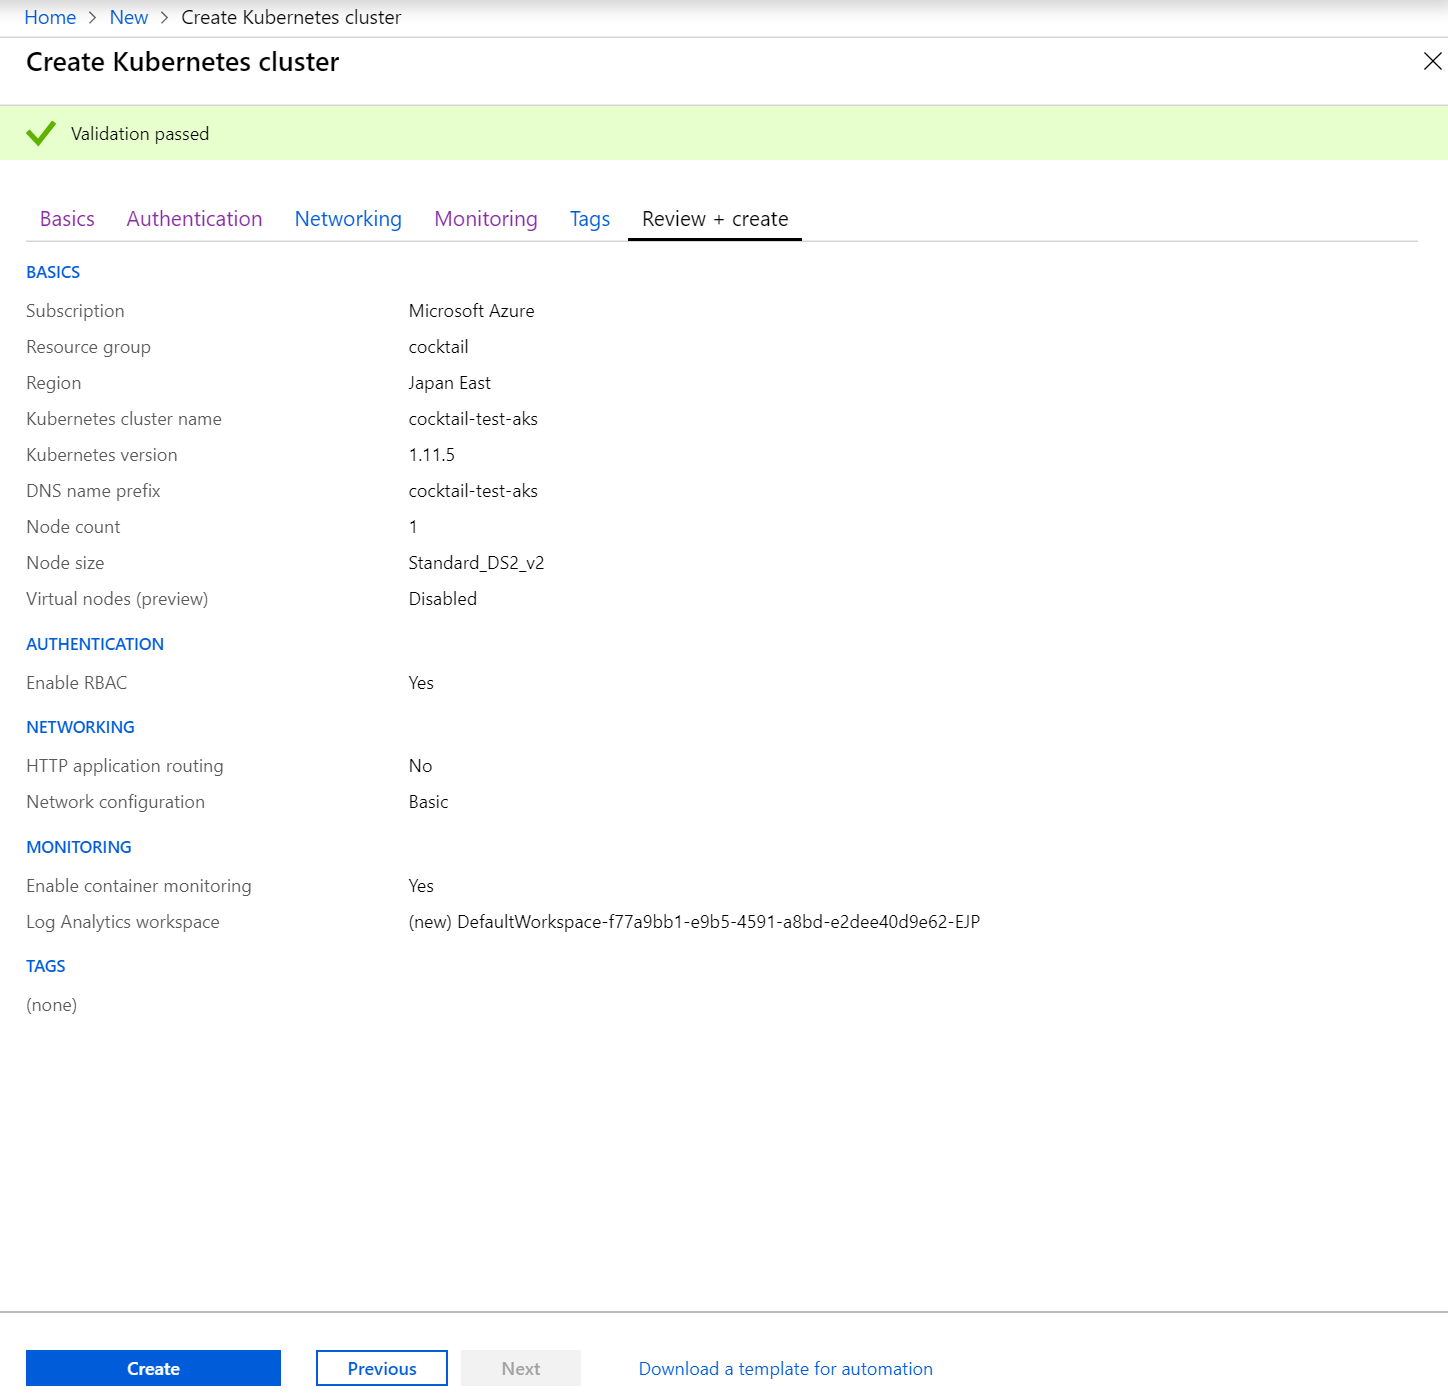 Home > New > Create Kubernetes cluster
Create Kubernetes cluster
Validation passed
Basics Authentication Networking Monitoring Tags Review + create
BASICS
Subscription Microsoft Azure
Resource group cocktail
Region Japan East
Kubernetes cluster name cocktail-test-aks
Kubernetes version 1.11.5
DNS name prefix cocktail-test-aks
Node count 1
Node size Standard_DS2_v2
Virtual nodes (preview) Disabled
AUTHENTICATION
Enable RBAC Yes
NETWORKING
HTTP application routing No
Network configuration Basic
MONITORING
Enable container monitoring Yes
Log Analytics workspace (new) DefaultWorkspace-f77a9bb1-e9b5-4591-a8bd-e2dee40d9e62-EJP
TAGS
(none)
Create Previous Next Download a template for automation